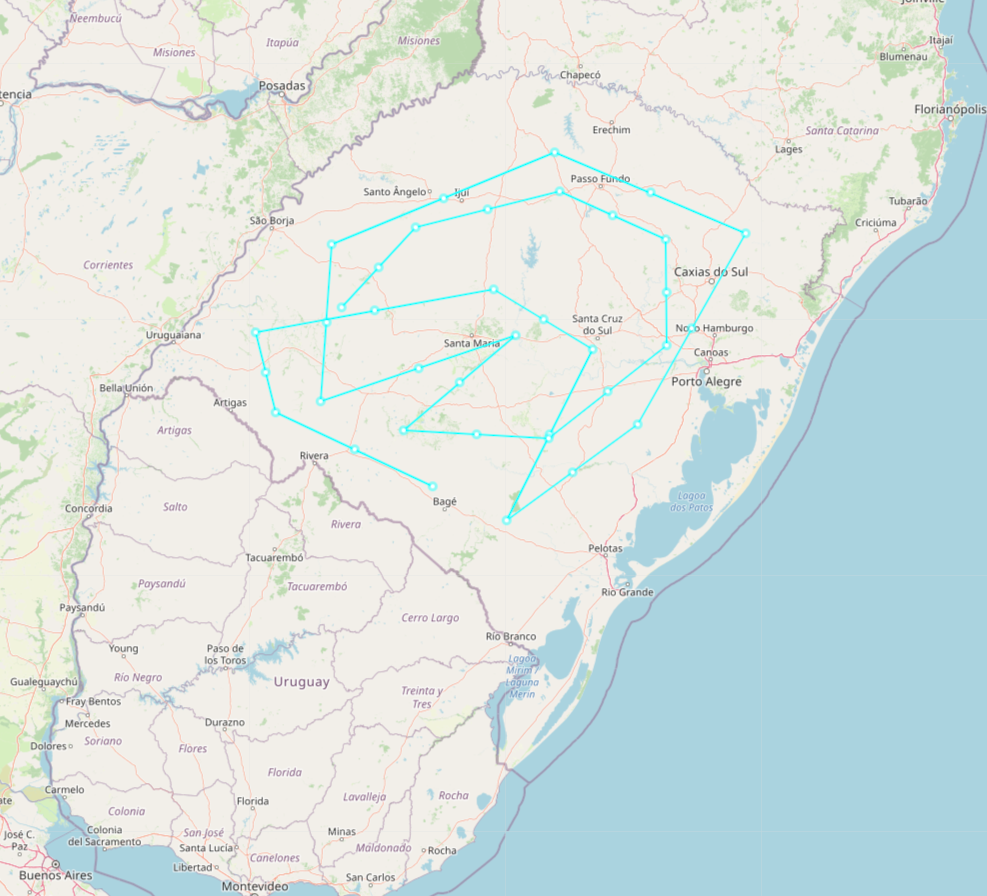 Joinville
Ñeembucú
Itajaí
Misiones
Itapúa
Misiones
Blumenau
Chapecó
Posadas
tencia
Florianópolis
Erechim
Santa Catarina
Lages
Passo Fundo
Santo Ângelo
Ijuí
Tubarão
São Borja
Criciúma
Corrientes
Caxias do Sul
Santa Cruz
do Sul
Novo Hamburgo
Uruguaiana
Santa Maria
Canoas
Porto Alegre
Bella Unión
Artigas
Artigas
Rivera
Lagoa
dos Patos
Bagé
Salto
Concordia
Rivera
Pelotas
Tacuarembó
Paysandú
Tacuarembó
Rio Grande
Paysandú
Cerro Largo
Río Branco
Young
Paso de
los Toros
Lagoa
Mirim /
Laguna
Merín
Río Negro
Gualeguaychú
Uruguay
Treinta y
Tres
Fray Bentos
Mercedes
Durazno
Soriano
Flores
Dolores
Florida
Carmelo
Lavalleja
Rocha
ate
Florida
Colonia
José C.
Paz
Colonia
del Sacramento
San José
Minas
Santa Lucía
Canelones
Maldonado
Rocha
Libertad
San Carlos
Buenos Aires
Montevideo